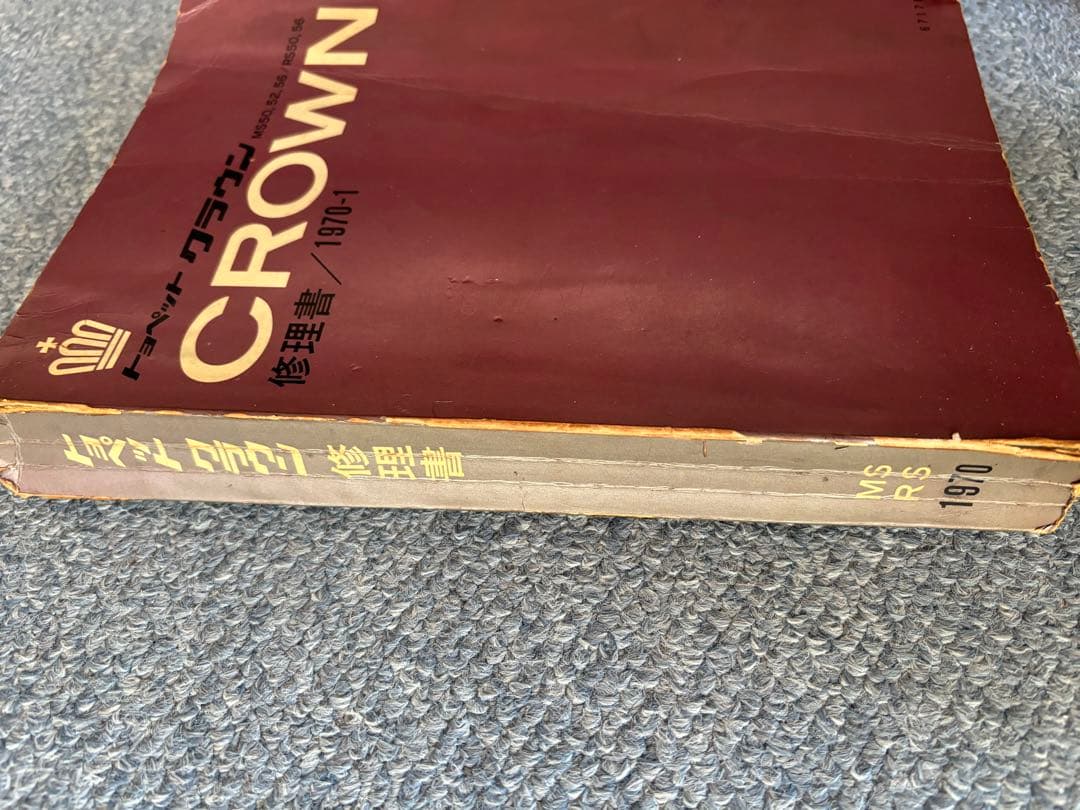 トヨペット クラウン MS50,52,56/RS50,56
CROWN
修理書／1970-1
トヨペット クラウン 修理書
MS
RS
1970